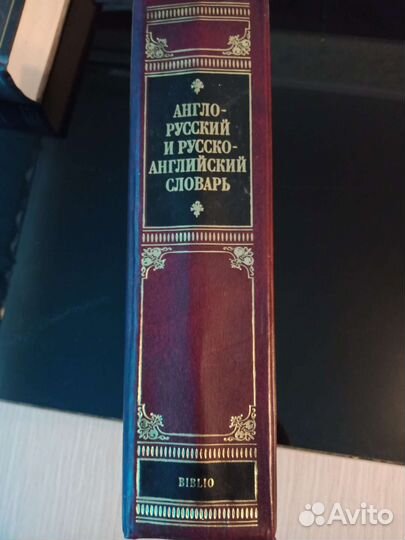 АНГЛО-
РУССКИЙ
И РУССКО-
АНГЛИЙСКИЙ
СЛОВАРЬ
BIBLIO
Avito